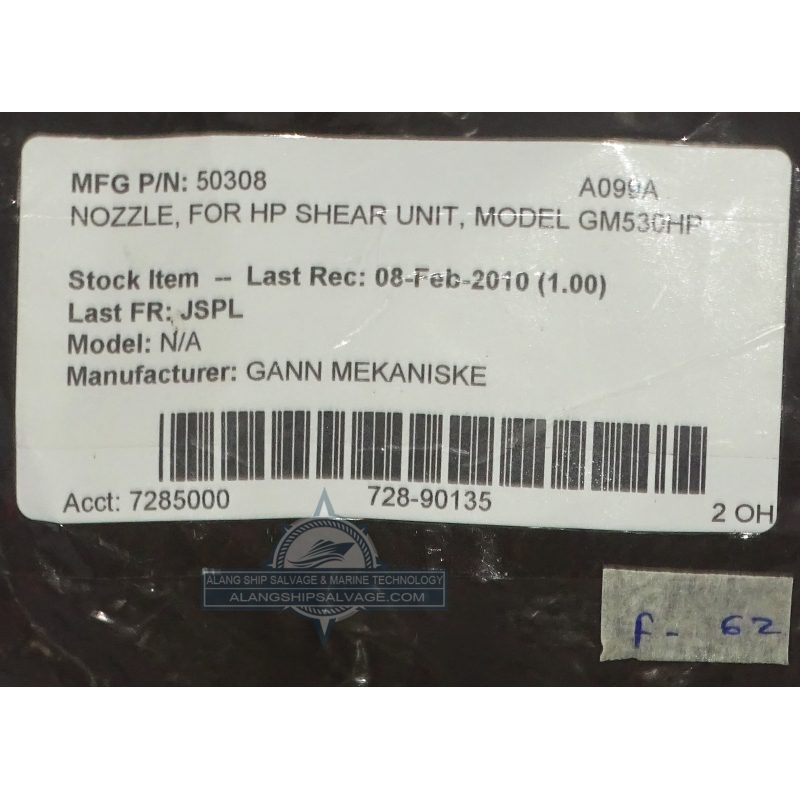 MFG P/N: 50308 A099A
NOZZLE, FOR HP SHEAR UNIT, MODEL GM530HP
Stock Item -- Last Rec: 08-Feb-2010 (1.00)
Last FR: JSPL
Model: N/A
Manufacturer: GANN MEKANISKE
Acct: 7285000 728-90135 2 OH
ALANG SHIP SALVAGE & MARINE TECHNOLOGY
ALANGSHIPSALVAGE.COM
f- 62